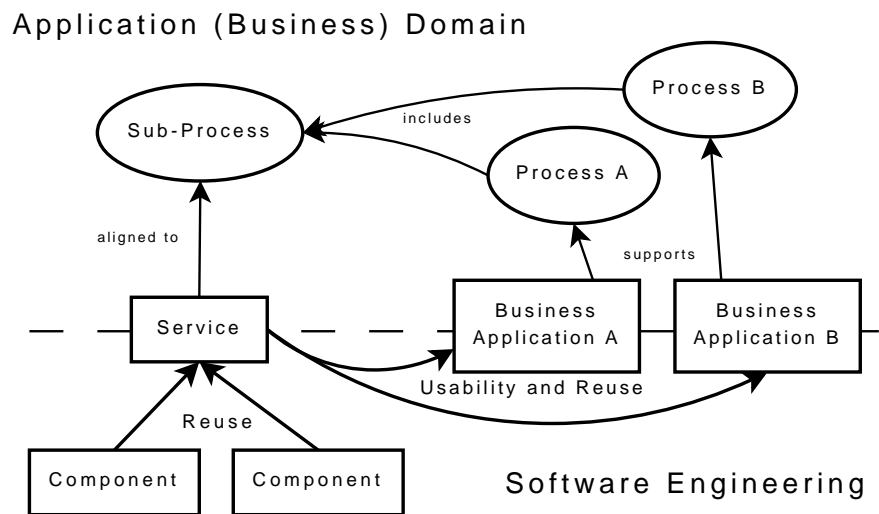 Application (Business) Domain
Process B
includes
Sub-Process
Process A
aligned to
supports
Service
Business
Application A
Business
Application B
Usability and Reuse
Reuse
Component
Component
Software Engineering